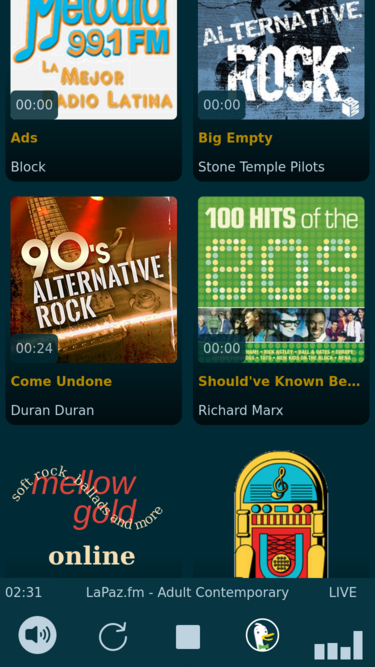 Melodía
99.1 FM
LA MEJOR
RADIO LATINA
00:00
Ads
Block
ALTERNATIVE
ROCK
00:00
Big Empty
Stone Temple Pilots
90's
ALTERNATIVE
ROCK
00:24
Come Undone
Duran Duran
100 HITS of the
80s
00:00
Should've Known Be...
Richard Marx
soft rock, ballads and more
mellow
gold
online
02:31
LaPaz.fm - Adult Contemporary
LIVE